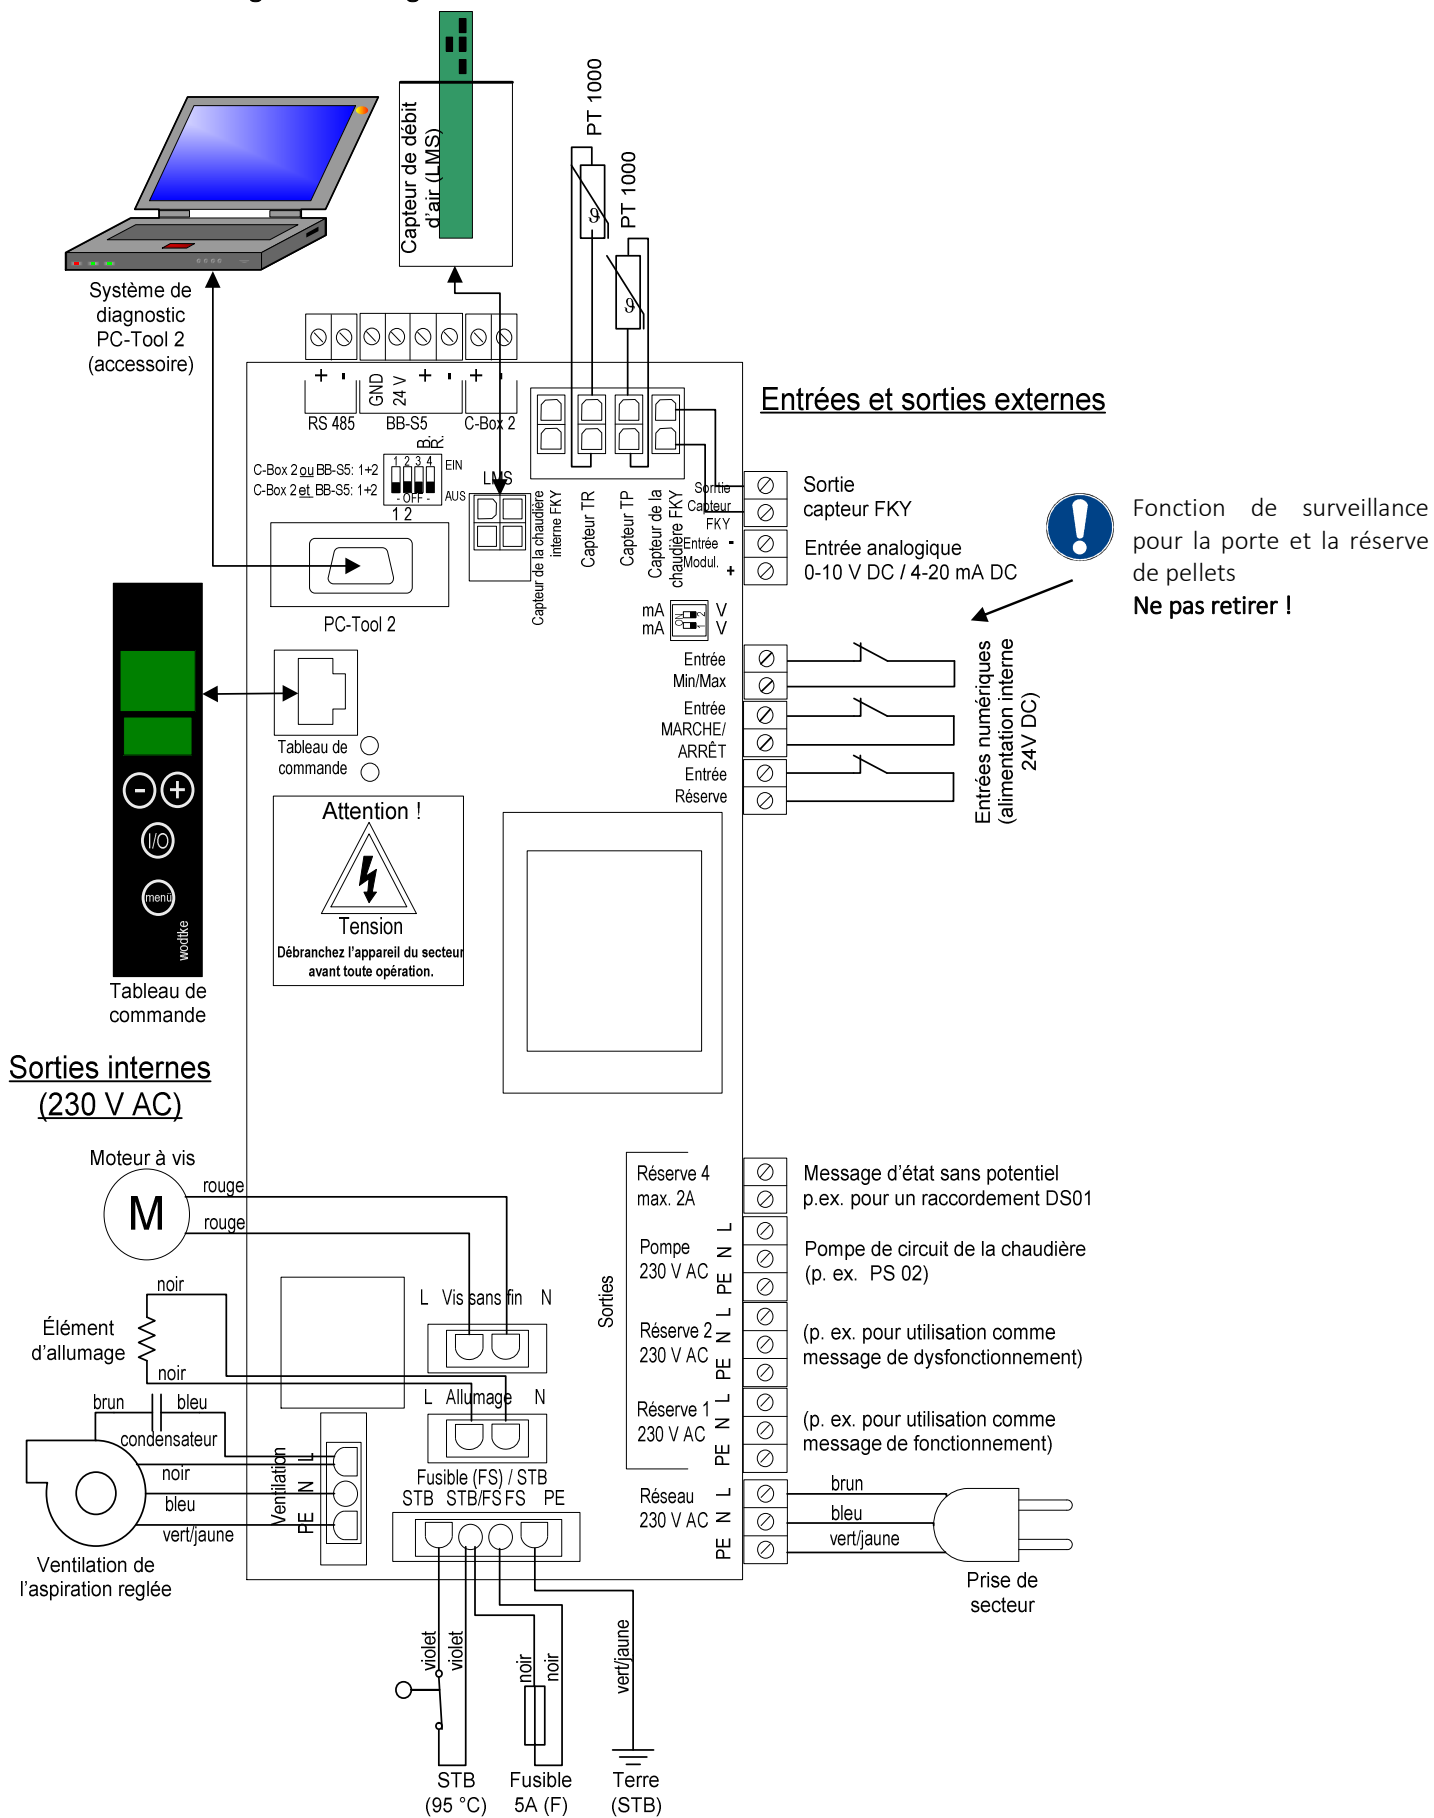 Capteur de débit
d'air (LMS)
PT 1000
PT 1000
ϑ
ϑ
Système de
diagnostic
PC-Tool 2
(accessoire)
+ - GND 24 V + - + -
RS 485 BB-S5 C-Box 2
B.
R.
C-Box 2 ou BB-S5: 1+2
C-Box 2 et BB-S5: 1+2
1 2 3 4
EIN
- OFF -
AUS
1 2
LMS
PC-Tool 2
Capteur de la chaudière
interne FKY
Capteur TR
Capteur TP
Capteur de la
chaudière FKY
Entrées et sorties externes
Sortie
Capteur
FKY
Entrée -
Modul. +
Sortie
capteur FKY
Entrée analogique
0-10 V DC / 4-20 mA DC
Fonction de surveillance
pour la porte et la réserve
de pellets
Ne pas retirer !
mA V
mA V
ON
1 2
Entrée
Min/Max
Entrée
MARCHE/
ARRÊT
Entrée
Réserve
Entrées numériques
(alimentation interne
24V DC)
Tableau de
commande
- +
I/O
menü
wodtke
Tableau de
commande
Attention !
Tension
Débranchez l'appareil du secteur
avant toute opération.
Sorties internes
(230 V AC)
Moteur à vis
M
rouge
rouge
noir
Élément
d'allumage
noir
brun bleu
condensateur
noir
bleu
vert/jaune
Ventilation de
l'aspiration reglée
L Vis sans fin N
L Allumage N
Ventilation
L
N
PE
Fusible (FS) / STB
STB STB/FS FS PE
Sorties
Réserve 4
max. 2A
Message d'état sans potentiel
p.ex. pour un raccordement DS01
Pompe
230 V AC
PE N L
Pompe de circuit de la chaudière
(p. ex. PS 02)
Réserve 2
230 V AC
PE N L
(p. ex. pour utilisation comme
message de dysfonctionnement)
Réserve 1
230 V AC
PE N L
(p. ex. pour utilisation comme
message de fonctionnement)
Réseau
230 V AC
PE N L
brun
bleu
vert/jaune
Prise de
secteur
violet
violet
noir
noir
vert/jaune
STB
(95 °C)
Fusible
5A (F)
Terre
(STB)